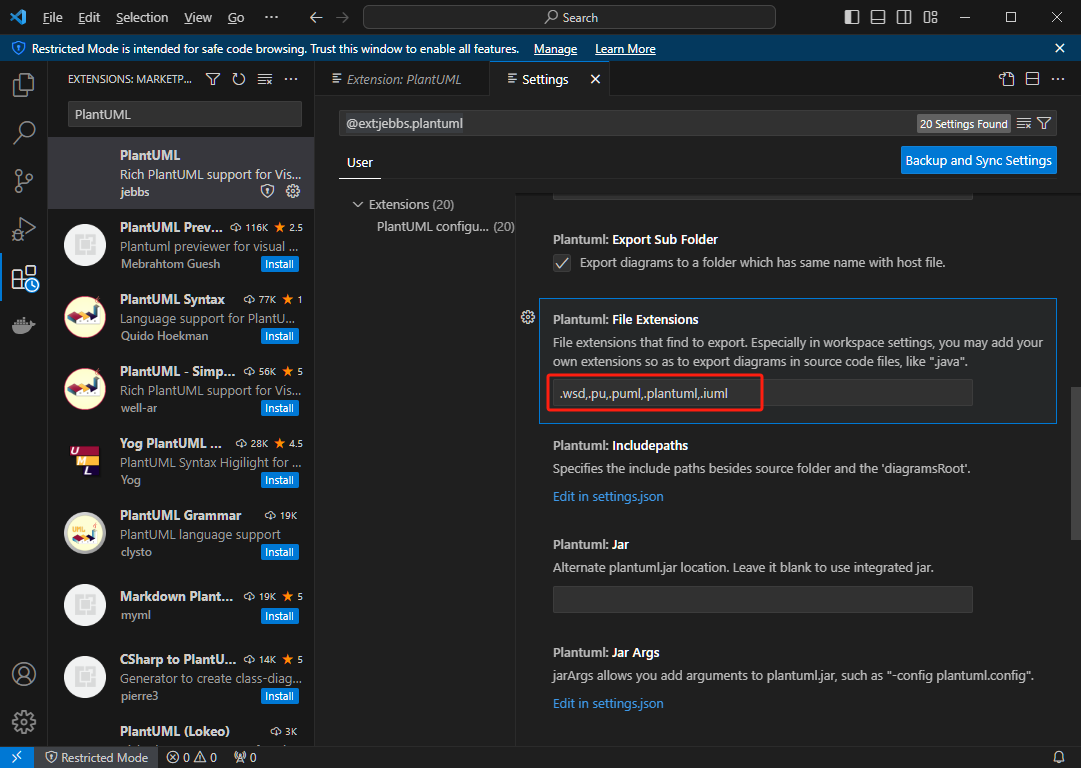 File Edit Selection View Go ··· Search
Restricted Mode is intended for safe code browsing. Trust this window to enable all features. Manage Learn More
EXTENSIONS: MARKETP...
PlantUML
PlantUML
Rich PlantUML support for Vis...
jebbs
PlantUML Prev... 116K 2.5
Plantuml previewer for visual ...
Mebrahtom Guesh Install
PlantUML Syntax 77K 1
Language support for PlantU...
Quido Hoekman Install
PlantUML - Simp... 56K 5
Rich PlantUML support for Vis...
well-ar Install
Yog PlantUML ... 28K 4.5
PlantUML Syntax Higilight for ...
Yog Install
PlantUML Grammar 19K
PlantUML language support
clysto Install
Markdown Plant... 19K 5
myml Install
CSharp to PlantU... 14K 5
Generator to create class-diag...
pierre3 Install
PlantUML (Lokeo) 3K
Extension: PlantUML Settings
@ext:jebbs.plantuml 20 Settings Found
User Backup and Sync Settings
Extensions (20)
PlantUML configu... (20)
Plantuml: Export Sub Folder
Export diagrams to a folder which has same name with host file.
Plantuml: File Extensions
File extensions that find to export. Especially in workspace settings, you may add your
own extensions so as to export diagrams in source code files, like ".java".
.wsd,.pu,.puml,.plantuml,.iuml
Plantuml: Includepaths
Specifies the include paths besides source folder and the 'diagramsRoot'.
Edit in settings.json
Plantuml: Jar
Alternate plantuml.jar location. Leave it blank to use integrated jar.
Plantuml: Jar Args
jarArgs allows you add arguments to plantuml.jar, such as "-config plantuml.config".
Edit in settings.json
Restricted Mode 0 0 0